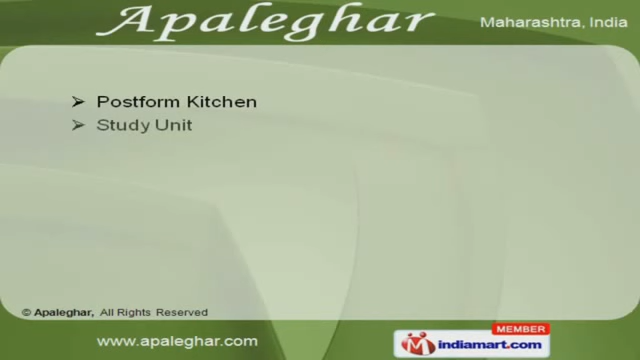 Apaleghar
Maharashtra, India
➢ Postform Kitchen
➢ Study Unit
© Apaleghar, All Rights Reserved
www.apaleghar.com
MEMBER
indiamart.com